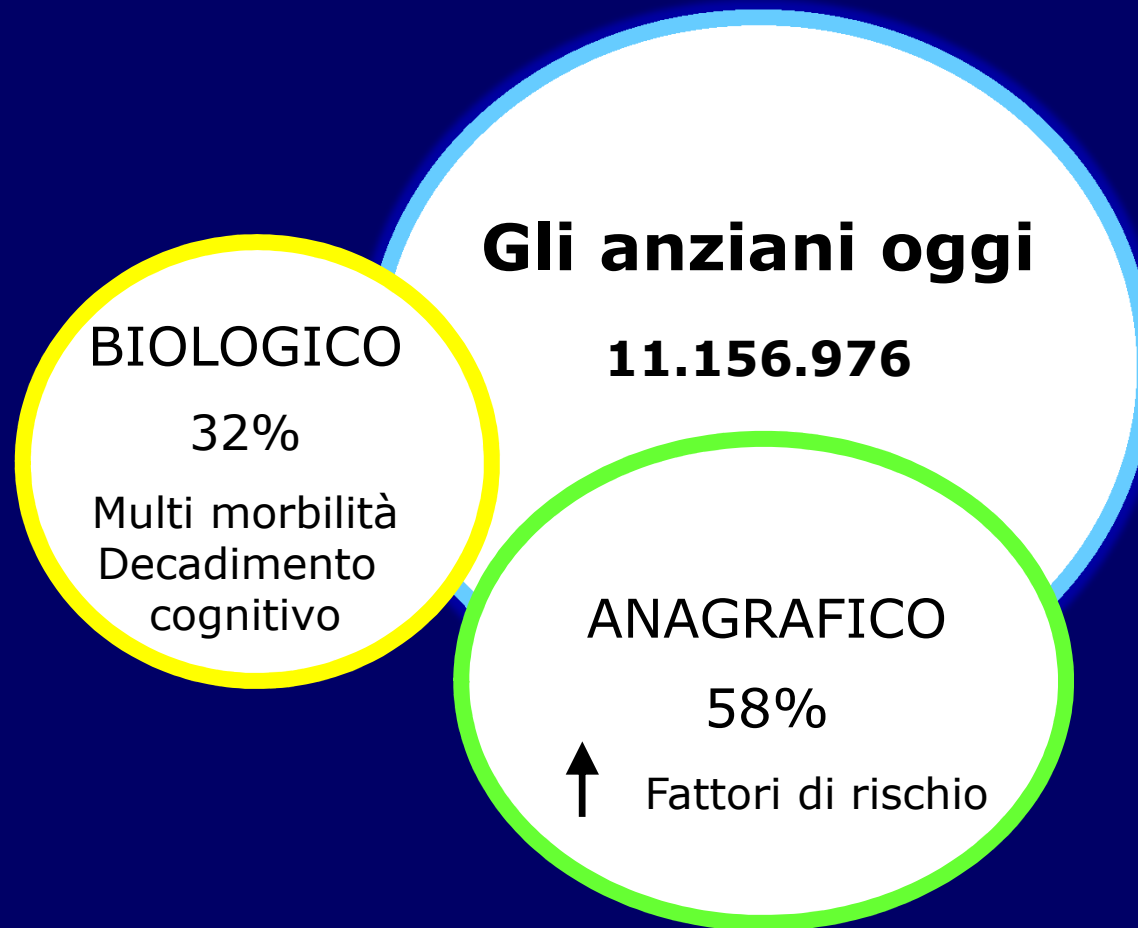 Gli anziani oggi
11.156.976
BIOLOGICO
32%
Multi morbilità
Decadimento
cognitivo
ANAGRAFICO
58%
Fattori di rischio